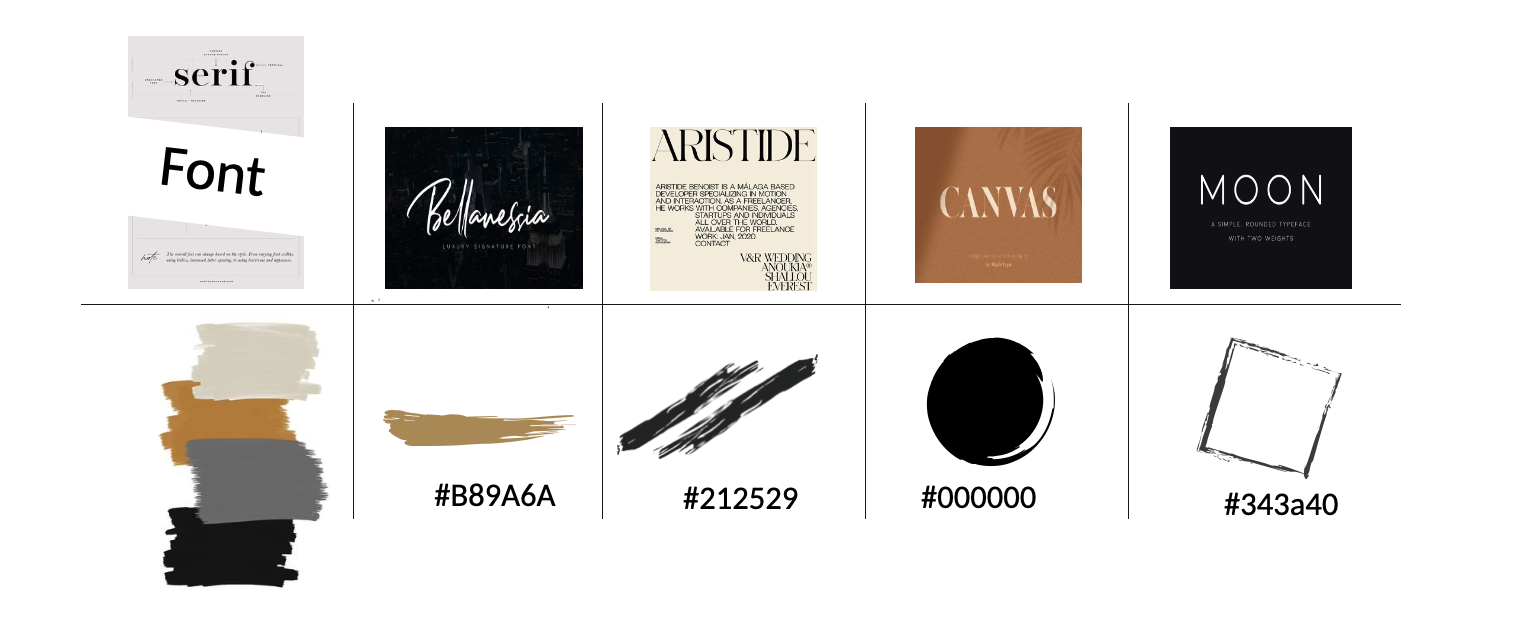 serif
Font
note
The overall feel can change based on the style. From varying font widths,
using italics, increased letter spacing, to using lowercase and uppercase.
Bellanessia
LUXURY SIGNATURE FONT
ARISTIDE
ARISTIDE BENOIST IS A MÁLAGA BASED
DEVELOPER SPECIALIZING IN MOTION
AND INTERACTION. AS A FREELANCER,
HE WORKS WITH COMPANIES, AGENCIES,
STARTUPS AND INDIVIDUALS
ALL OVER THE WORLD.
AVAILABLE FOR FREELANCE
WORK: JAN, 2020
CONTACT
V&R WEDDING
ANOUKIA®
SHALLOU
EVEREST
CANVAS
MOON
A SIMPLE, ROUNDED TYPEFACE
WITH TWO WEIGHTS
#B89A6A
#212529
#000000
#343a40